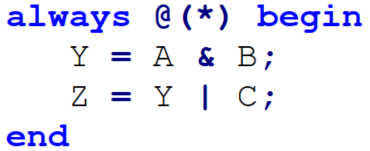 always @(*) begin
Y = A & B;
Z = Y | C;
end